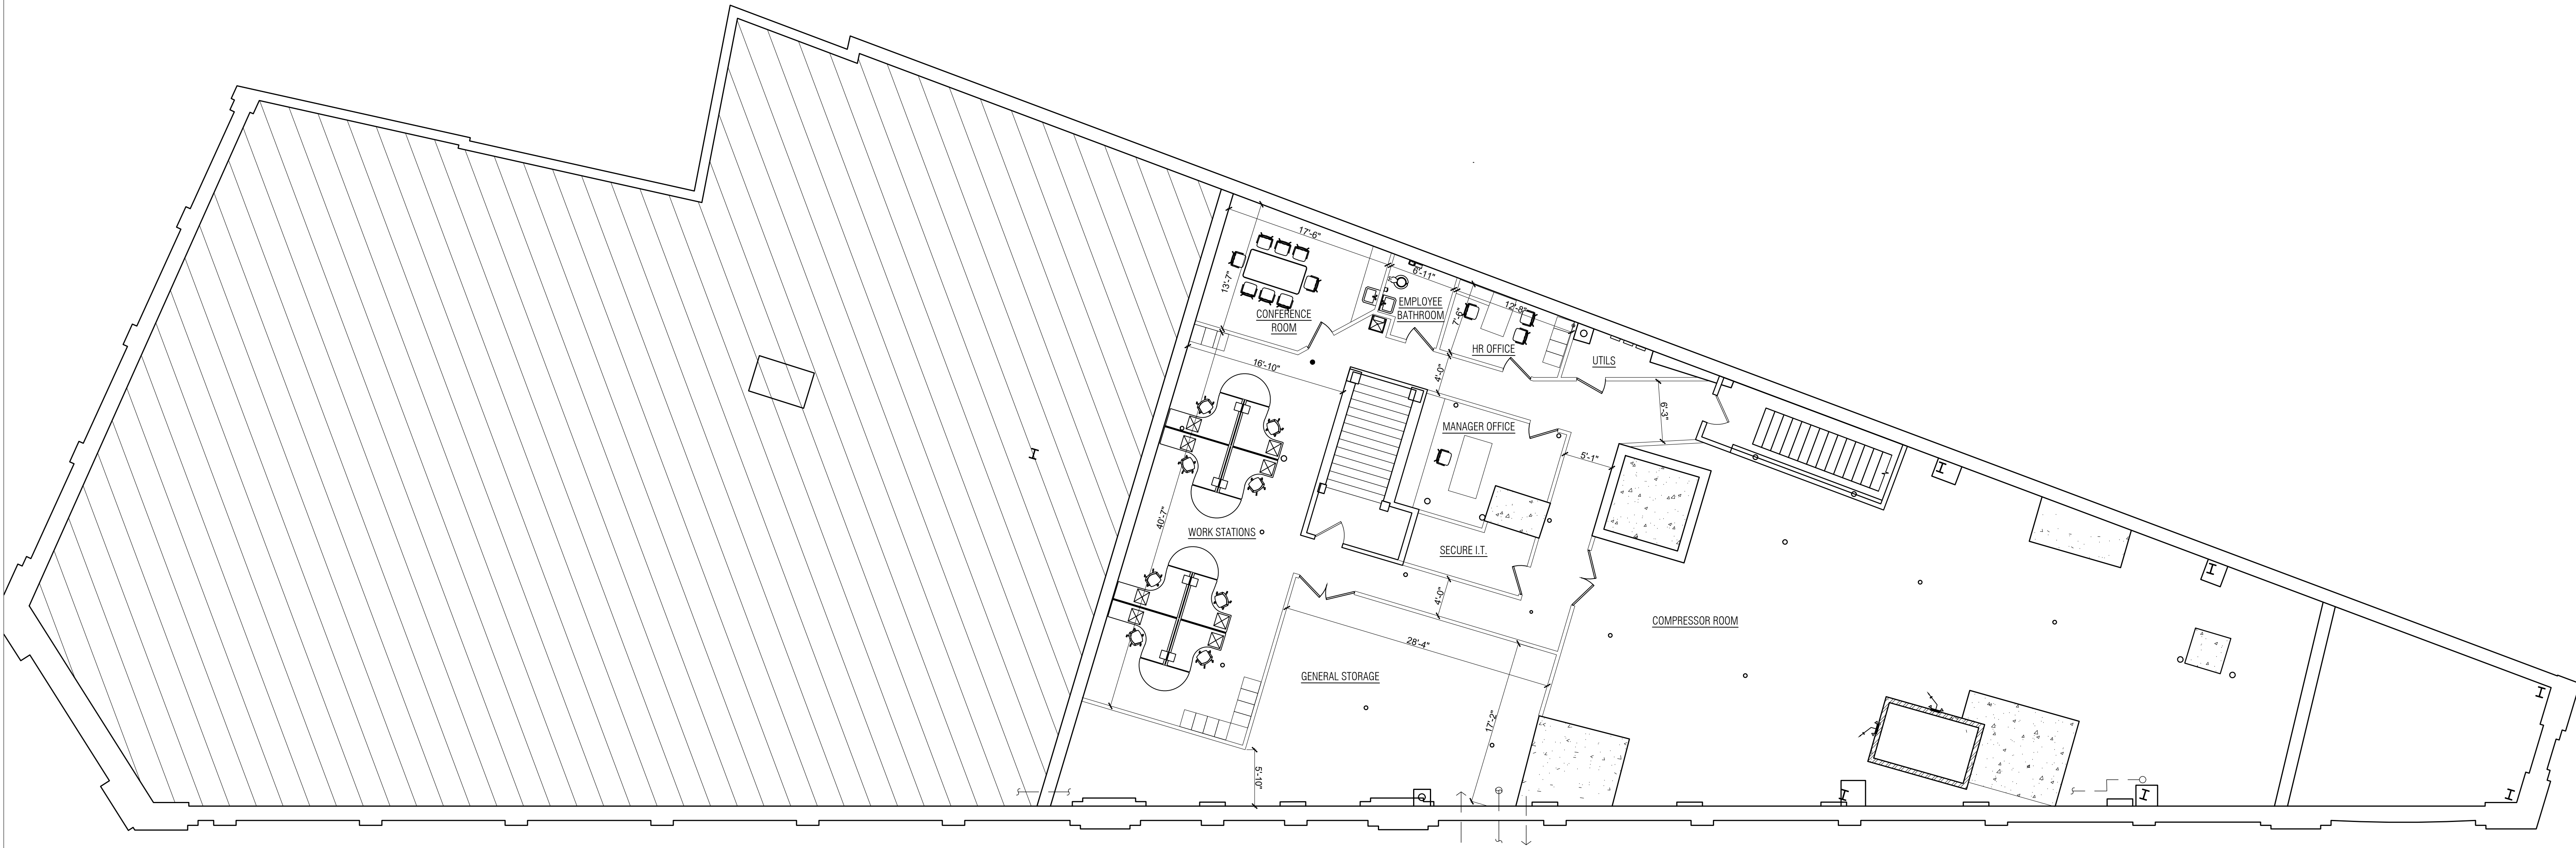 17'-6"
6'-11"
13'-7"
CONFERENCE
ROOM
EMPLOYEE
BATHROOM
12'-8"
7'-6"
HR OFFICE
UTILS
16'-10"
4'-0"
6'-3"
MANAGER OFFICE
5'-1"
40'-7"
WORK STATIONS
SECURE I.T.
4'-0"
28'-4"
COMPRESSOR ROOM
GENERAL STORAGE
17'-2"
5'-10"